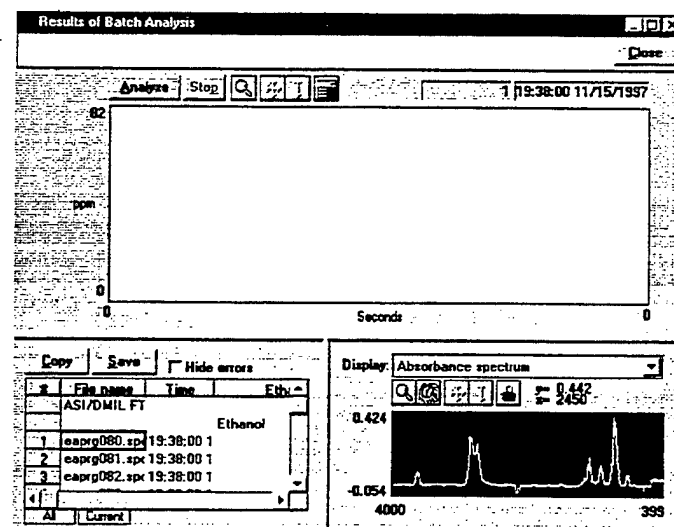 Results of Batch Analysis
Close
Analyze Stop
1 19:38:00 11/15/1997
82
ppm
0
0 Seconds 0
Copy Save Hide errors
File name Time
ASI/DMIL FT
Ethanol
1 eaprg080.spc 19:38:00 1
2 eaprg081.spc 19:38:00 1
3 eaprg082.spc 19:38:00 1
All Current
Display: Absorbance spectrum
y= 0.442
x= 2450
0.424
-0.054
4000 399